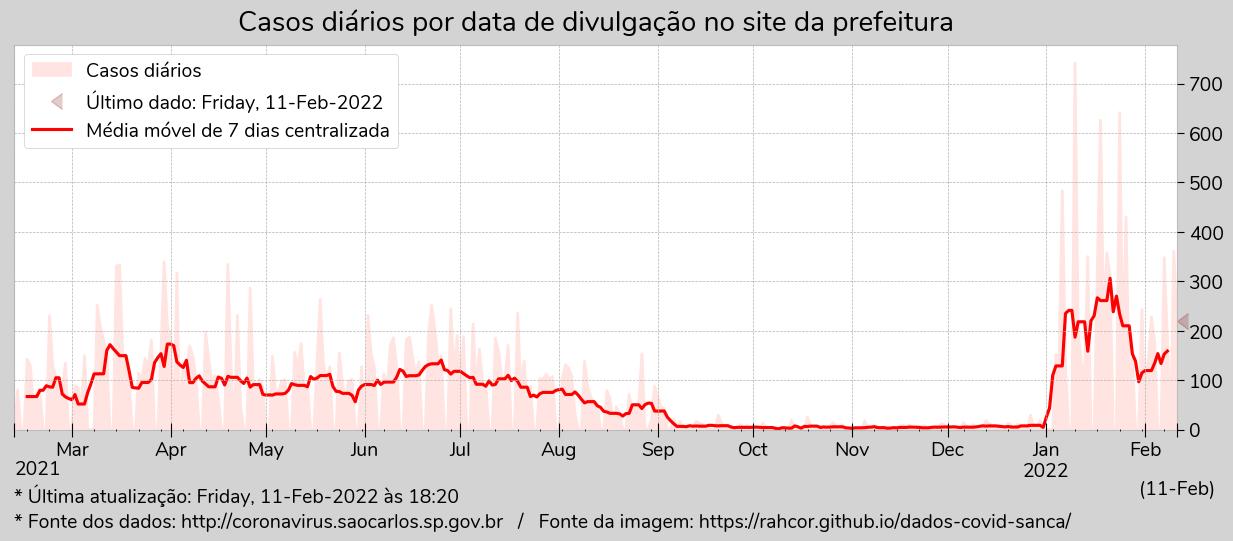 Casos diários por data de divulgação no site da prefeitura
Casos diários
Último dado: Friday, 11-Feb-2022
Média móvel de 7 dias centralizada
700
600
500
400
300
200
100
0
Mar Apr May Jun Jul Aug Sep Oct Nov Dec Jan Feb
2021 2022
(11-Feb)
* Última atualização: Friday, 11-Feb-2022 às 18:20
* Fonte dos dados: http://coronavirus.saocarlos.sp.gov.br / Fonte da imagem: https://rahcor.github.io/dados-covid-sanca/